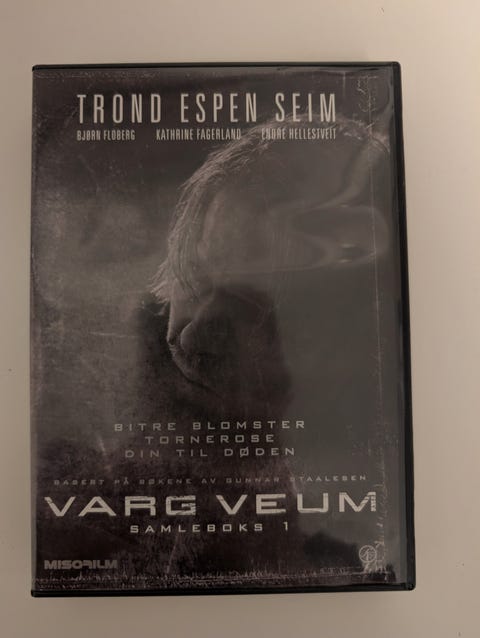 TROND ESPEN SEIM
BJØRN FLOBERG KATHRINE FAGERLAND ENDRE HELLESTVEIT
BITRE BLOMSTER
TORNEROSE
DIN TIL DØDEN
BASERT PÅ BØKENE AV GUNNAR STAALESEN
VARG VEUM
SAMLEBOKS 1
MISOFILM